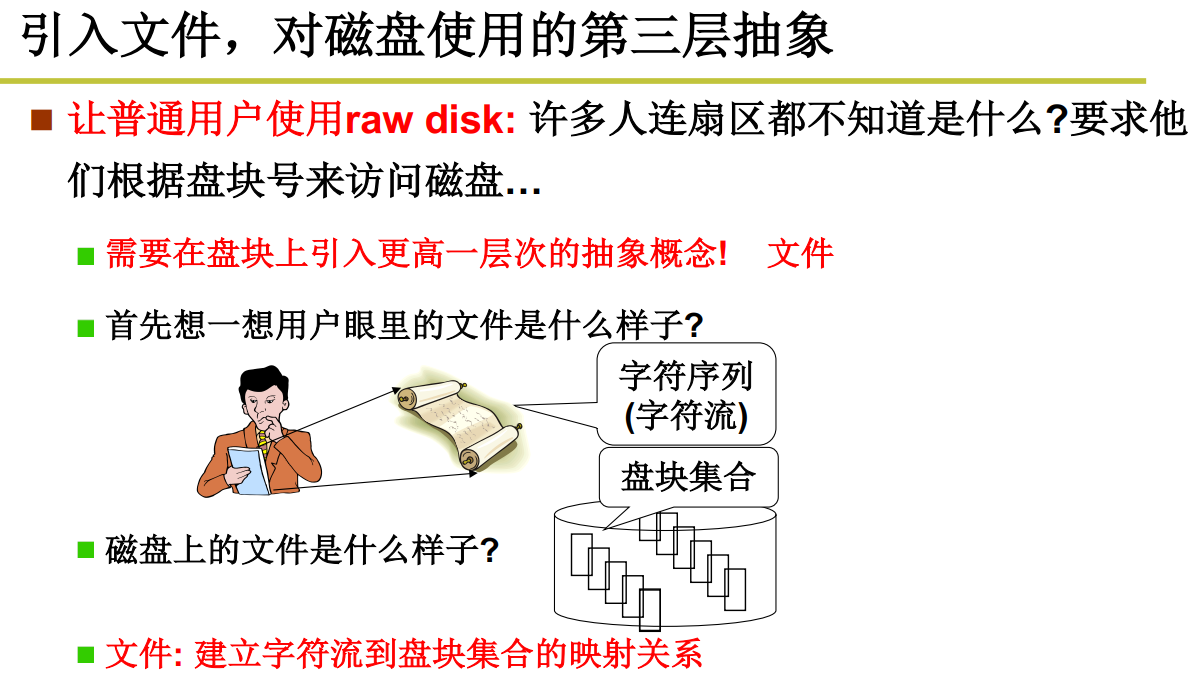 引入文件，对磁盘使用的第三层抽象
让普通用户使用raw disk: 许多人连扇区都不知道是什么?要求他
们根据盘块号来访问磁盘…
需要在盘块上引入更高一层次的抽象概念! 文件
首先想一想用户眼里的文件是什么样子?
字符序列
(字符流)
盘块集合
磁盘上的文件是什么样子?
文件: 建立字符流到盘块集合的映射关系